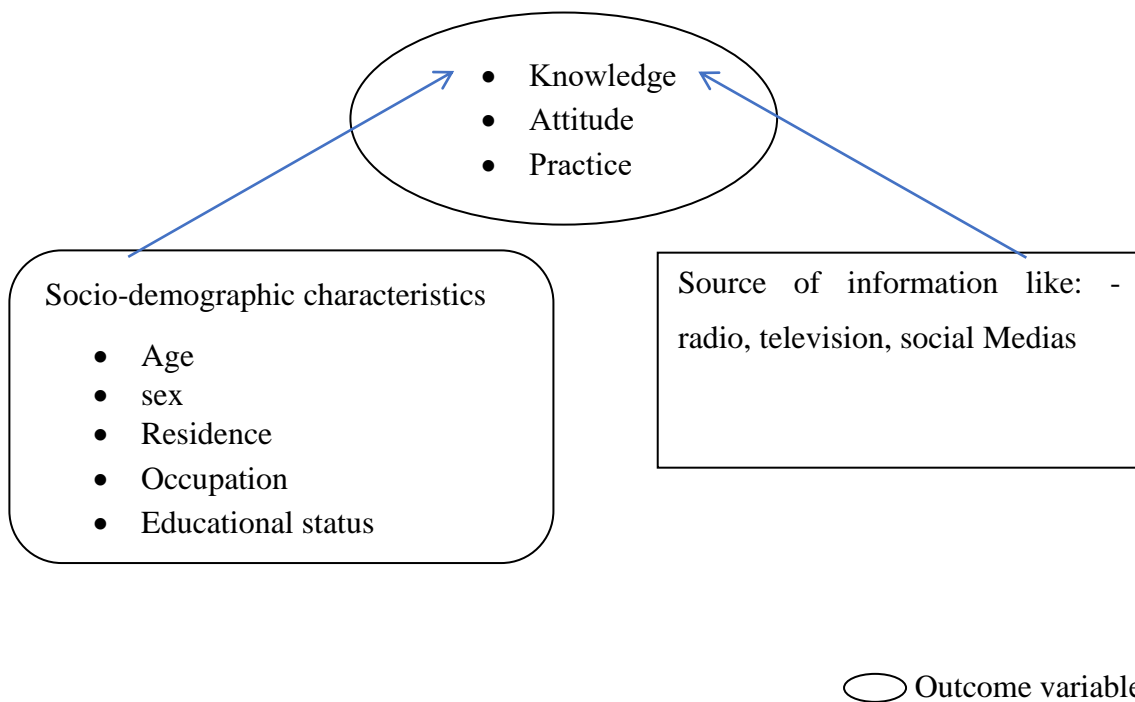 • Knowledge
• Attitude
• Practice
Socio-demographic characteristics
• Age
• sex
• Residence
• Occupation
• Educational status
Source of information like: -
radio, television, social Medias
Outcome variable